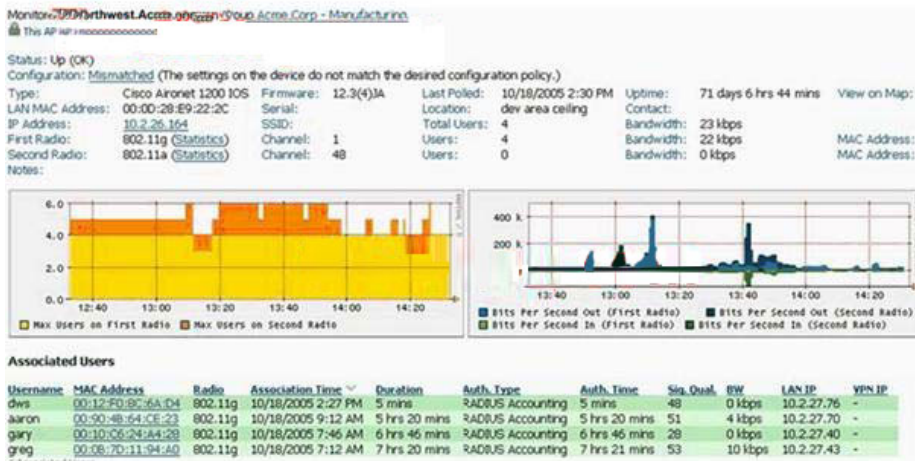 Acme Corp - Manufacturing
This AP
Status: Up (OK)
Configuration: Mismatched (The settings on the device do not match the desired configuration policy.)
Type: Cisco Aironet 1200 IOS Firmware: 12.3(4)JA Last Polled: 10/18/2005 2:30 PM Uptime: 71 days 6 hrs 44 mins View on Map:
LAN MAC Address: 00:0D:28:E9:22:2C Serial: Location: dev area ceiling Contact:
IP Address: 10.2.26.164 SSID: Total Users: 4 Bandwidth: 23 kbps
First Radio: 802.11g (Statistics) Channel: 1 Users: 4 Bandwidth: 22 kbps MAC Address:
Second Radio: 802.11a (Statistics) Channel: 48 Users: 0 Bandwidth: 0 kbps MAC Address:
Notes:
6.0
4.0
2.0
0.0
12:40 13:00 13:20 13:40 14:00 14:20
Max Users on First Radio Max Users on Second Radio
400 k
200 k
13:40 13:00 13:20 13:40 14:00 14:20
Bits Per Second Out (First Radio) Bits Per Second Out (Second Radio)
Bits Per Second In (First Radio) Bits Per Second In (Second Radio)
Associated Users
Username MAC Address Radio Association Time Duration Auth. Type Auth. Time Sig. Qual. BW LAN IP VPN IP
dws 00:12:F0:8C:6A:D4 802.11g 10/18/2005 2:27 PM 5 mins RADIUS Accounting 5 mins 48 0 kbps 10.2.27.76 -
aaron 00:90:4B:64:CE:23 802.11g 10/18/2005 9:12 AM 5 hrs 20 mins RADIUS Accounting 5 hrs 20 mins 51 4 kbps 10.2.27.70 -
gary 00:10:C6:24:A4:28 802.11g 10/18/2005 7:46 AM 6 hrs 46 mins RADIUS Accounting 6 hrs 46 mins 28 0 kbps 10.2.27.40 -
greg 00:0B:7D:11:94:A0 802.11g 10/18/2005 7:12 AM 7 hrs 20 mins RADIUS Accounting 7 hrs 21 mins 53 10 kbps 10.2.27.43 -